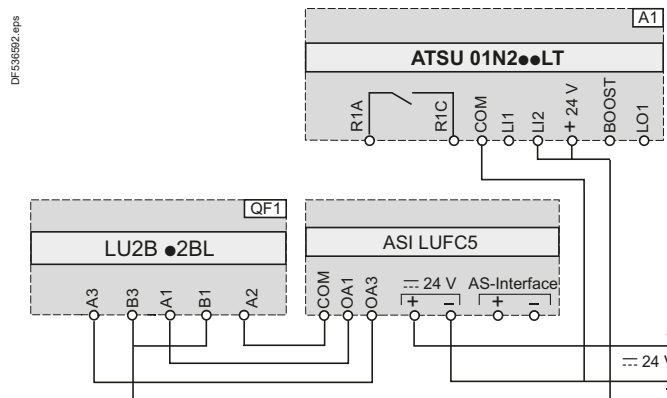 DF536592.eps
A1
ATSU 01N2●●LT
R1A
R1C
COM
LI1
LI2
+ 24 V
BOOST
LO1
QF1
LU2B ●2BL
A3
B3
A1
B1
A2
ASI LUFC5
COM
OA1
OA3
24 V
+
–
AS-Interface
+
–
24 V